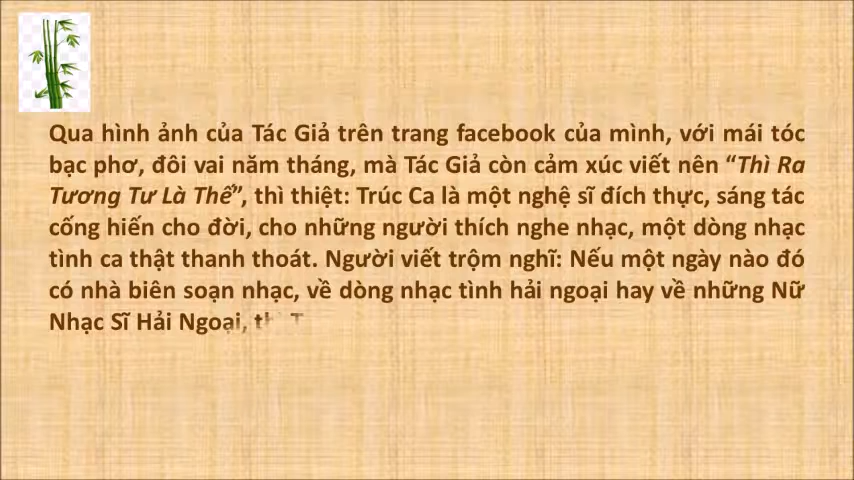 Qua hình ảnh của Tác Giả trên trang facebook của mình, với mái tóc
bạc phơ, đôi vai năm tháng, mà Tác Giả còn cảm xúc viết nên “Thì Ra
Tương Tư Là Thế”, thì thiệt: Trúc Ca là một nghệ sĩ đích thực, sáng tác
cống hiến cho đời, cho những người thích nghe nhạc, một dòng nhạc
tình ca thật thanh thoát. Người viết trộm nghĩ: Nếu một ngày nào đó
có nhà biên soạn nhạc, về dòng nhạc tình hải ngoại hay về những Nữ
Nhạc Sĩ Hải Ngoại,